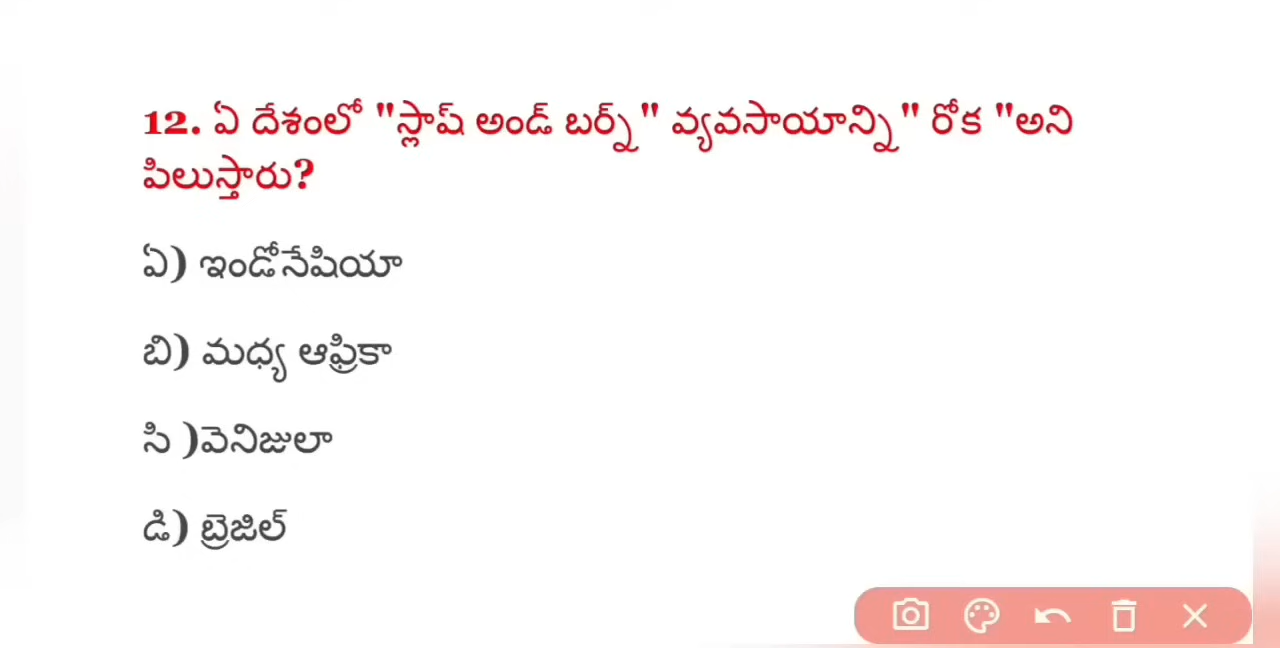 12. ఏ దేశంలో "స్లాష్ అండ్ బర్న్" వ్యవసాయాన్ని" రోక "అని
పిలుస్తారు?
ఏ) ఇండోనేషియా
బి) మధ్య ఆఫ్రికా
సి )వెనిజులా
డి) బ్రెజిల్